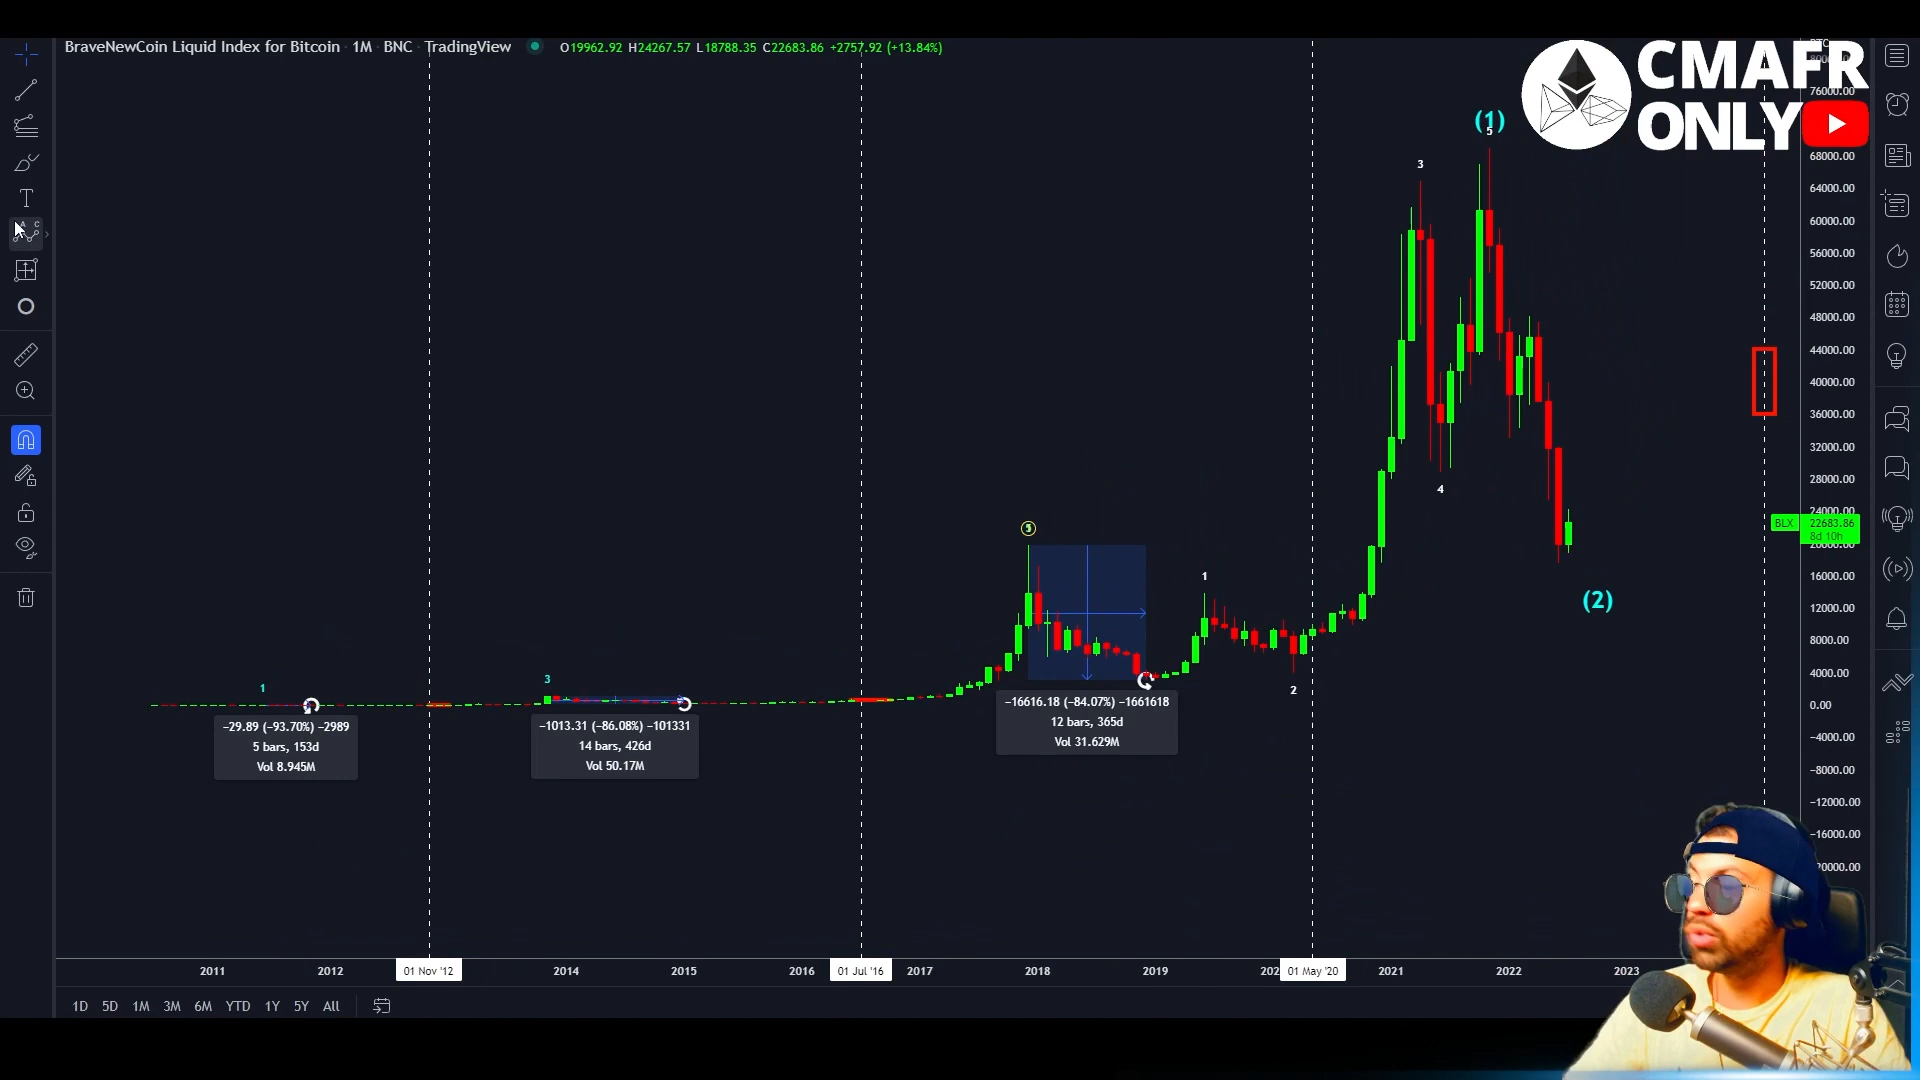 BraveNewCoin Liquid Index for Bitcoin · 1M · BNC · TradingView O19962.92 H24267.57 L18788.35 C22683.86 +2757.92 (+13.84%)
CMAFR
ONLY
76000.00
68000.00
64000.00
60000.00
56000.00
52000.00
48000.00
44000.00
40000.00
36000.00
32000.00
28000.00
24000.00
BLX 22683.86
8d 10h
16000.00
12000.00
8000.00
4000.00
0.00
−4000.00
−8000.00
−12000.00
−16000.00
(1)
5
3
4
(2)
5
1
2
1
3
−29.89 (−93.70%) −2989
5 bars, 153d
Vol 8.945M
−1013.31 (−86.08%) −101331
14 bars, 426d
Vol 50.17M
−16616.18 (−84.07%) −1661618
12 bars, 365d
Vol 31.629M
2011 2012 01 Nov '12 2014 2015 2016 01 Jul '16 2017 2018 2019 01 May '20 2021 2022 2023
1D 5D 1M 3M 6M YTD 1Y 5Y All